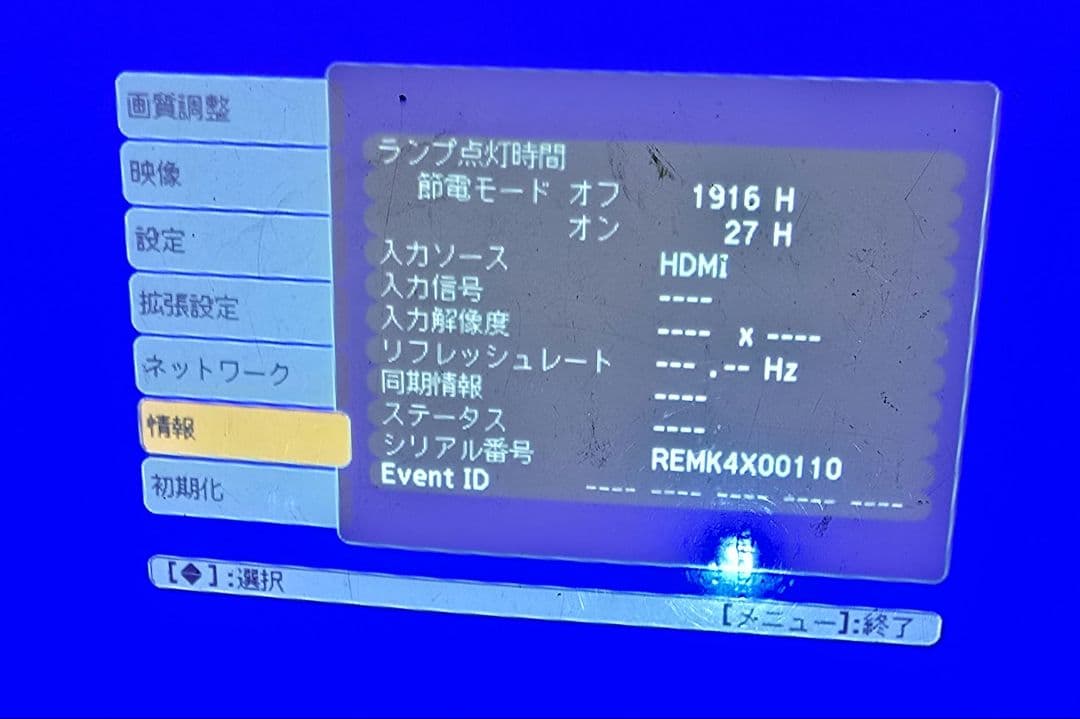 画質調整
映像
設定
拡張設定
ネットワーク
情報
初期化
ランプ点灯時間
節電モード オフ 1916 H
オン 27 H
入力ソース HDMI
入力信号 ----
入力解像度 ---- x ----
リフレッシュレート ---.-- Hz
同期情報 ----
ステータス ----
シリアル番号 REMK4X00110
Event ID ---- ---- ---- ---- ----
[◆]:選択
[メニュー]:終了